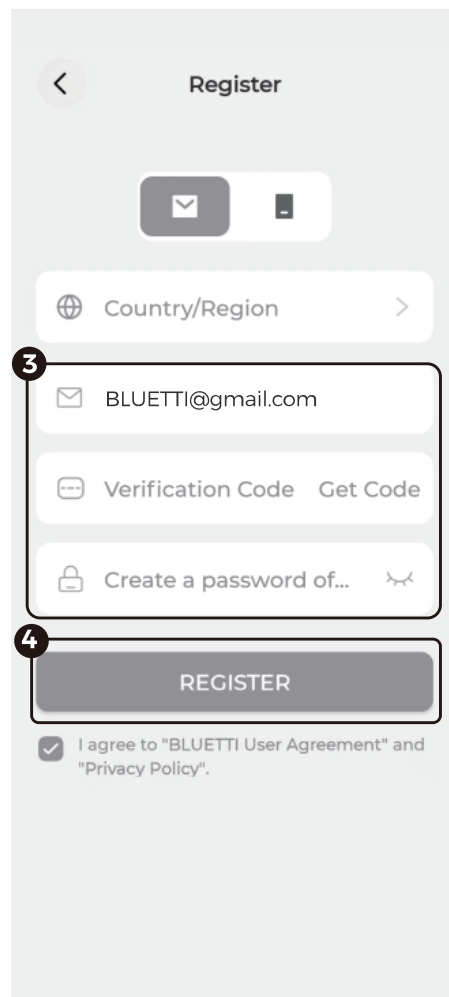 Register
Country/Region
3
BLUETTI@gmail.com
Verification Code Get Code
Create a password of...
4
REGISTER
I agree to "BLUETTI User Agreement" and
"Privacy Policy".